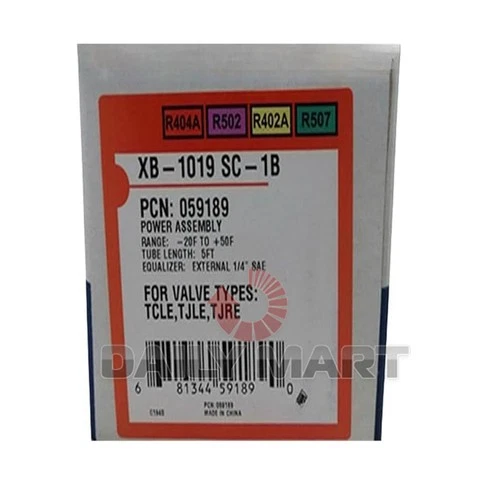 R404A R502 R402A R507
XB-1019 SC-1B
PCN: 059189
POWER ASSEMBLY
RANGE: -20F TO +50F
TUBE LENGTH: 5FT
EQUALIZER: EXTERNAL 1/4" SAE
FOR VALVE TYPES:
TCLE,TJLE,TJRE
DAILY MART
6 81344 59189 0
PCN:059189
MADE IN CHINA